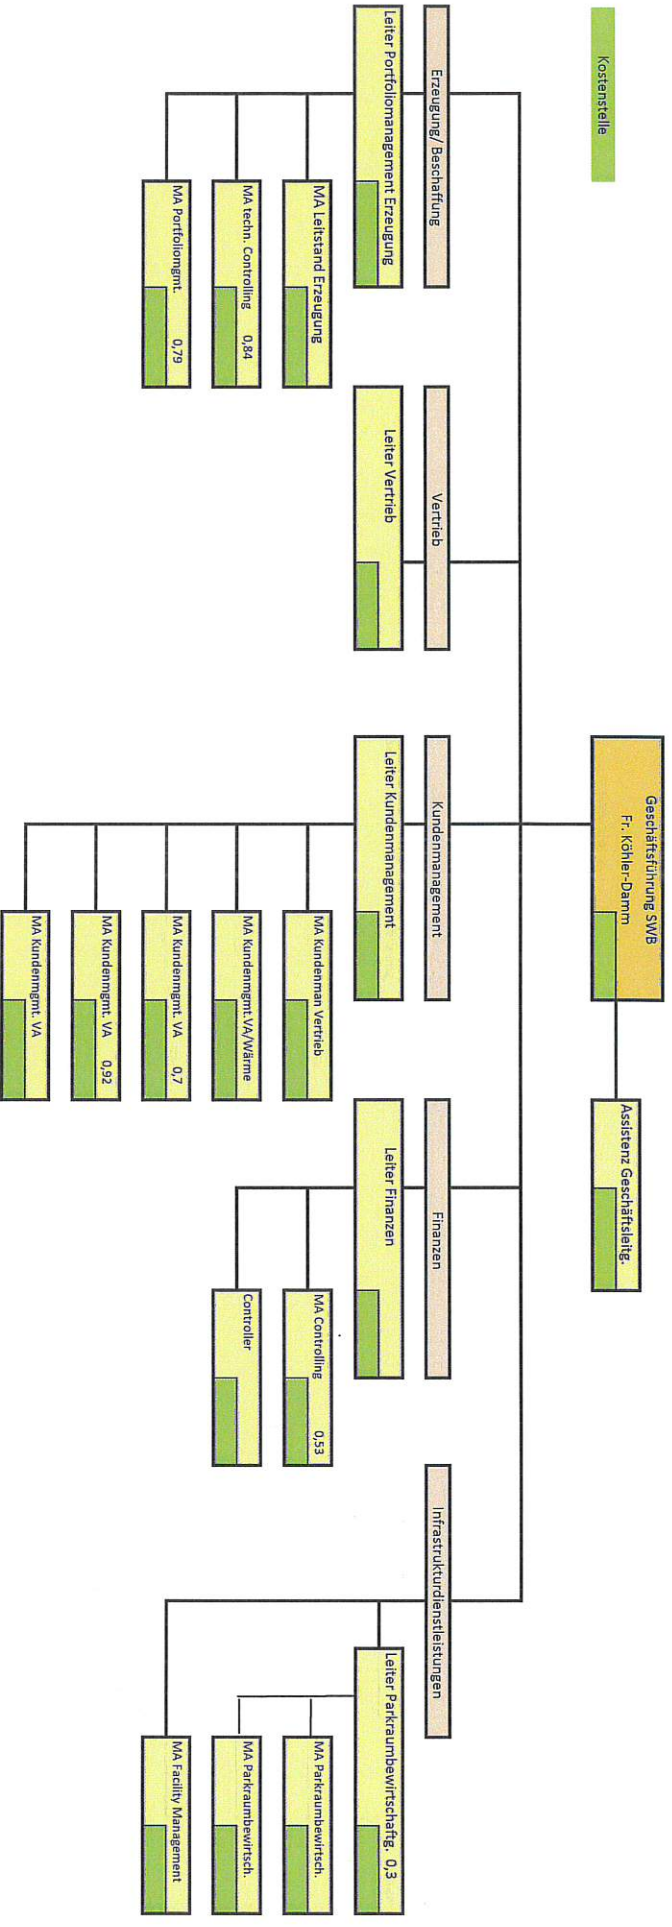 Kostenstelle
Geschäftsführung SWB
Fr. Köhler-Damm
Assistenz Geschäftsleitg.
Erzeugung/ Beschaffung
Leiter Portfoliomanagement Erzeugung
MA Leitstand Erzeugung
MA techn. Controlling 0,84
MA Portfoliomgmt. 0,79
Vertrieb
Leiter Vertrieb
Kundenmanagement
Leiter Kundenmanagement
MA Kundenman Vertrieb
MA Kundenmgmt.VA/Wärme
MA Kundenmgmt. VA 0,7
MA Kundenmgmt. VA 0,92
MA Kundenmgmt. VA
Finanzen
Leiter Finanzen
MA Controlling 0,53
Controller
Infrastrukturdienstleistungen
Leiter Parkraumbewirtschaftg. 0,3
MA Parkraumbewirtsch.
MA Parkraumbewirtsch.
MA Facility Management